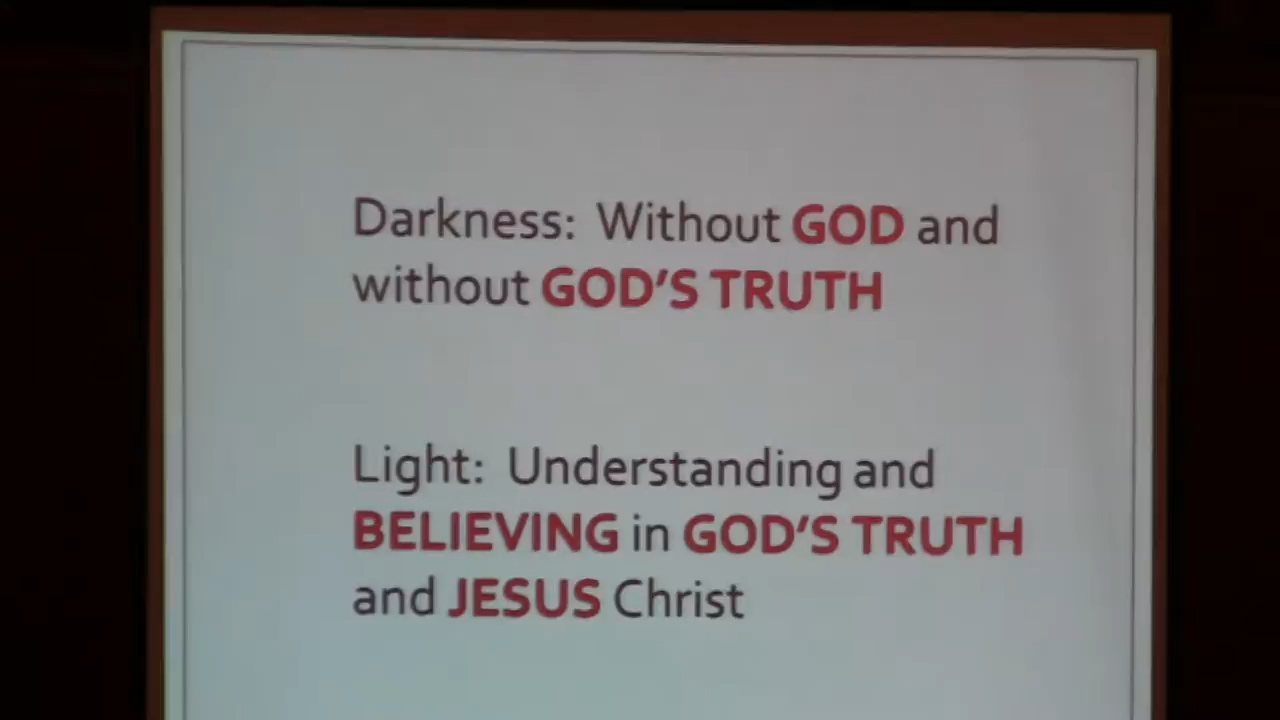 Darkness: Without GOD and
without GOD'S TRUTH
Light: Understanding and
BELIEVING in GOD'S TRUTH
and JESUS Christ